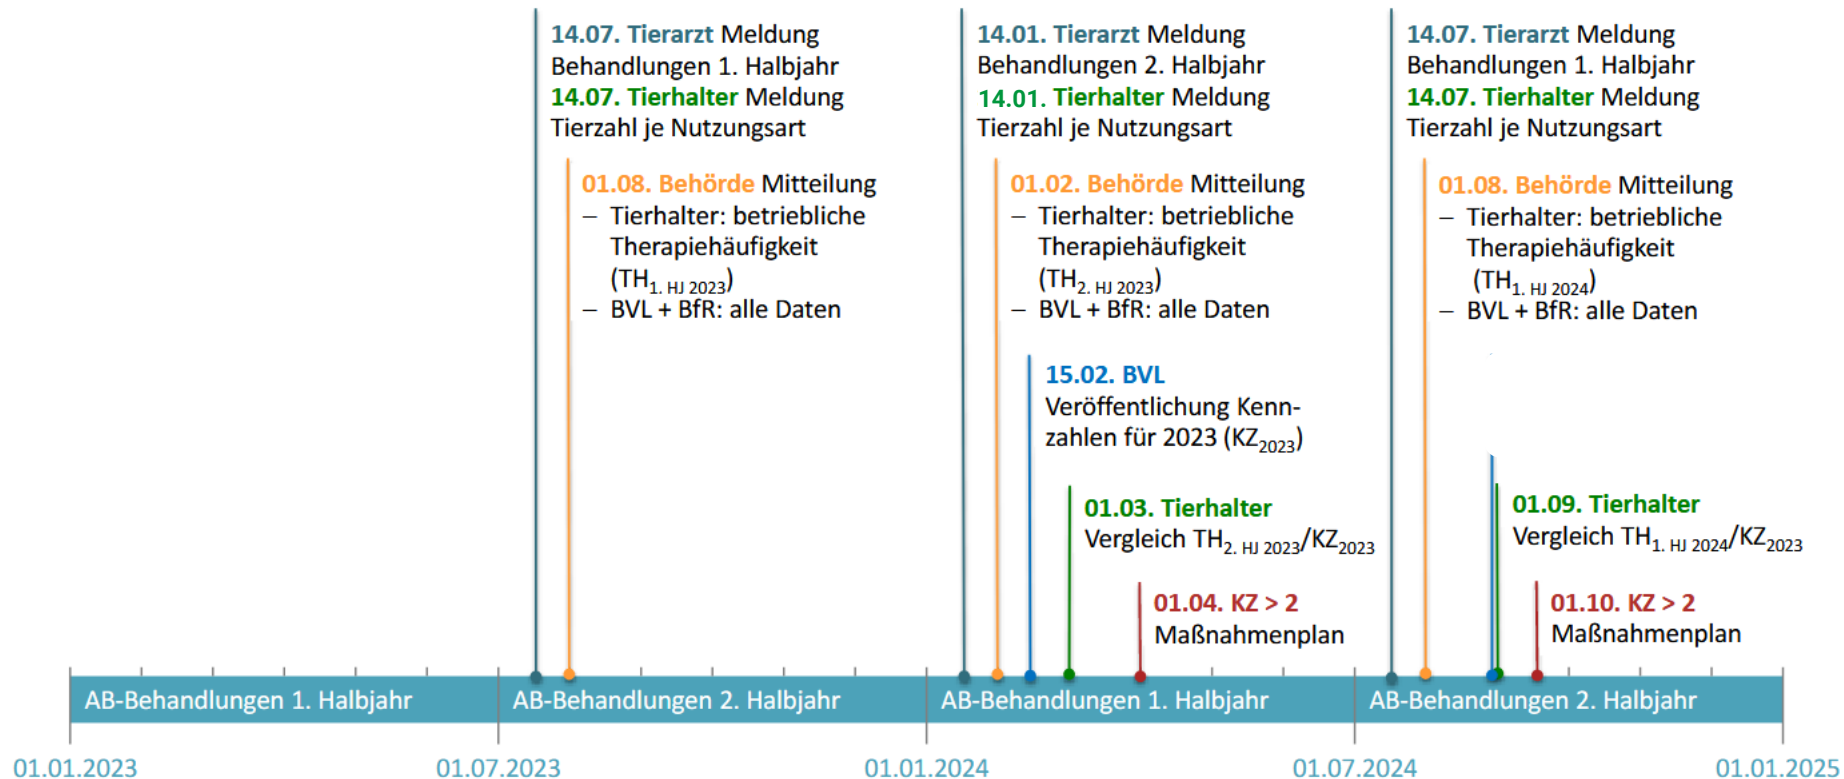 14.07. Tierarzt Meldung
Behandlungen 1. Halbjahr
14.07. Tierhalter Meldung
Tierzahl je Nutzungsart
01.08. Behörde Mitteilung
– Tierhalter: betriebliche
Therapiehäufigkeit
(TH1. HJ 2023)
– BVL + BfR: alle Daten
14.01. Tierarzt Meldung
Behandlungen 2. Halbjahr
14.01. Tierhalter Meldung
Tierzahl je Nutzungsart
01.02. Behörde Mitteilung
– Tierhalter: betriebliche
Therapiehäufigkeit
(TH2. HJ 2023)
– BVL + BfR: alle Daten
15.02. BVL
Veröffentlichung Kenn-
zahlen für 2023 (KZ2023)
01.03. Tierhalter
Vergleich TH2. HJ 2023/KZ2023
01.04. KZ > 2
Maßnahmenplan
14.07. Tierarzt Meldung
Behandlungen 1. Halbjahr
14.07. Tierhalter Meldung
Tierzahl je Nutzungsart
01.08. Behörde Mitteilung
– Tierhalter: betriebliche
Therapiehäufigkeit
(TH1. HJ 2024)
– BVL + BfR: alle Daten
01.09. Tierhalter
Vergleich TH1. HJ 2024/KZ2023
01.10. KZ > 2
Maßnahmenplan
AB-Behandlungen 1. Halbjahr
AB-Behandlungen 2. Halbjahr
AB-Behandlungen 1. Halbjahr
AB-Behandlungen 2. Halbjahr
01.01.2023
01.07.2023
01.01.2024
01.07.2024
01.01.2025